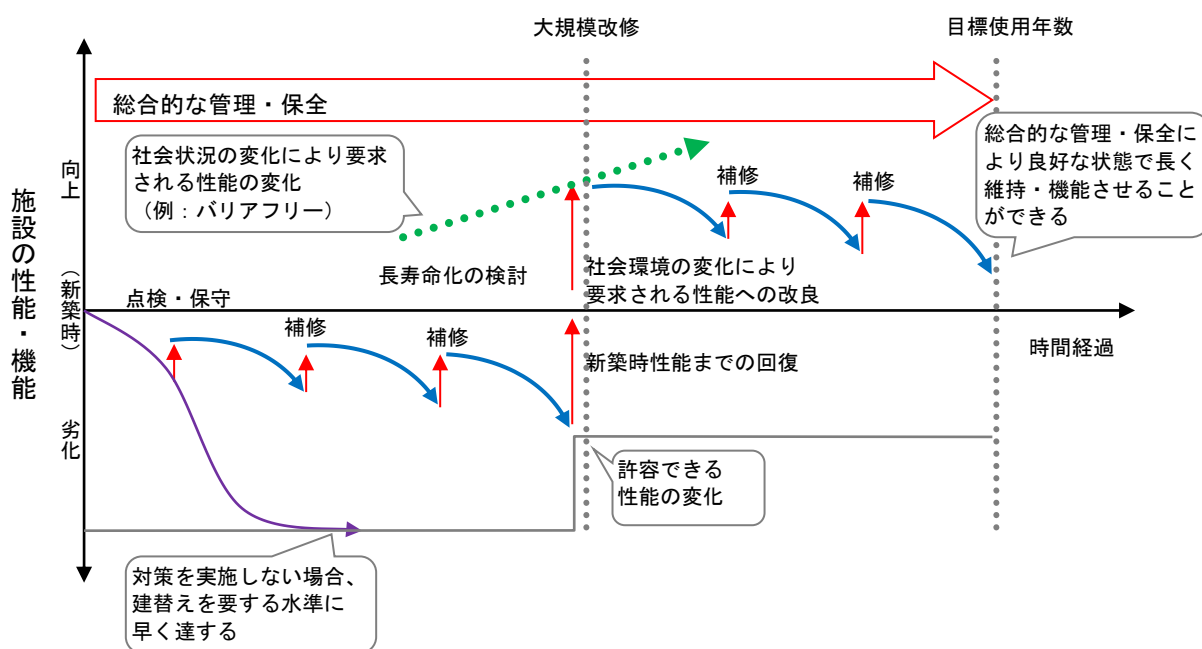 大規模改修
目標使用年数
総合的な管理・保全
社会状況の変化により要求
される性能の変化
（例：バリアフリー）
補修
補修
総合的な管理・保全に
より良好な状態で長く
維持・機能させること
ができる
施設の性能・機能
向上
（新築時）
劣化
長寿命化の検討
社会環境の変化により
要求される性能への改良
点検・保守
補修
補修
新築時性能までの回復
時間経過
許容できる
性能の変化
対策を実施しない場合、
建替えを要する水準に
早く達する